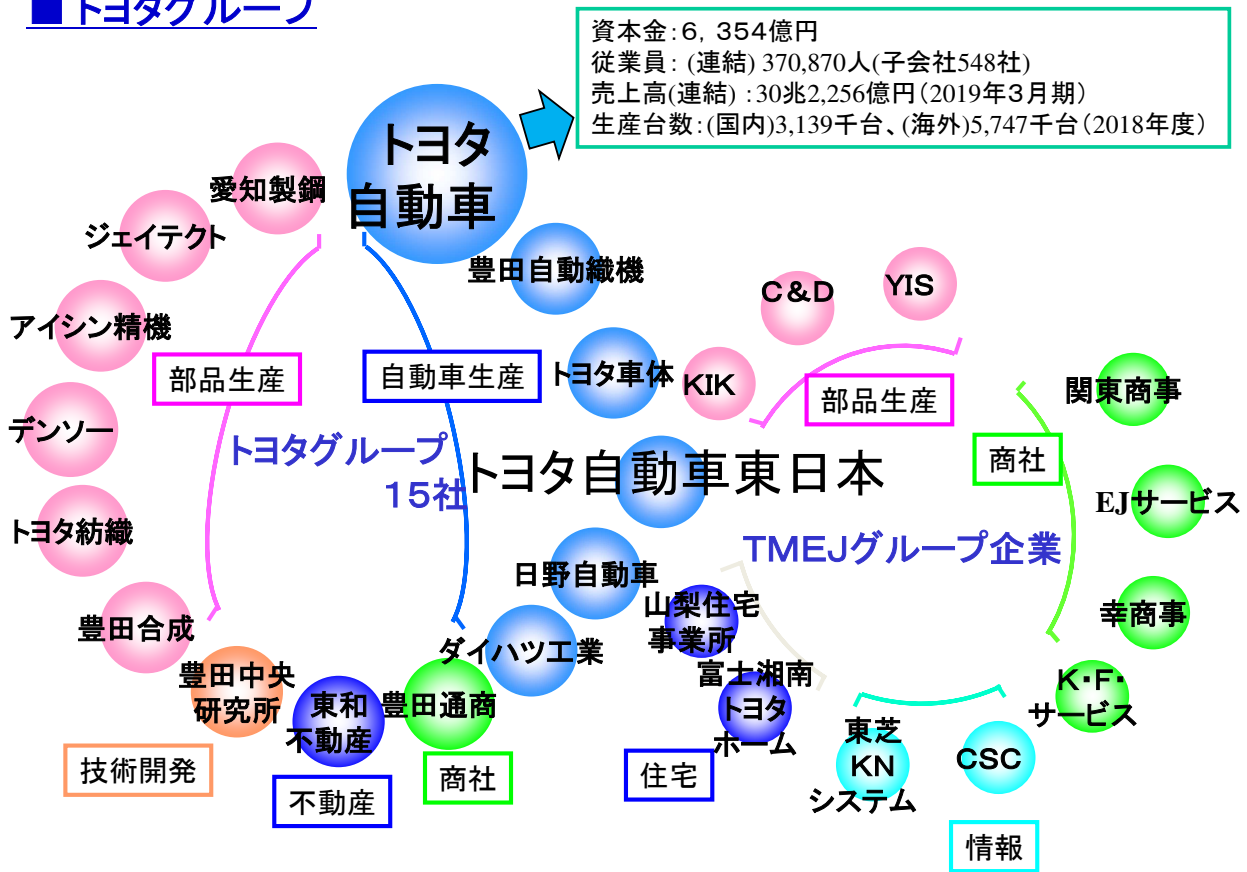 ■ トヨタグループ
資本金：６，３５４億円
従業員： (連結) 370,870人(子会社548社)
売上高(連結) ：30兆2,256億円（2019年３月期）
生産台数：(国内)3,139千台、(海外)5,747千台（2018年度）
トヨタ
自動車
愛知製鋼
ジェイテクト
アイシン精機
デンソー
トヨタ紡織
豊田合成
部品生産
自動車生産
豊田自動織機
トヨタ車体
トヨタグループ
15社
トヨタ自動車東日本
日野自動車
ダイハツ工業
豊田中央
研究所
技術開発
東和
不動産
不動産
豊田通商
商社
KIK
C＆D
YIS
部品生産
TMEJグループ企業
商社
関東商事
EJサービス
幸商事
K・F・
サービス
山梨住宅
事業所
富士湘南
トヨタ
ホーム
住宅
東芝
KN
システム
CSC
情報